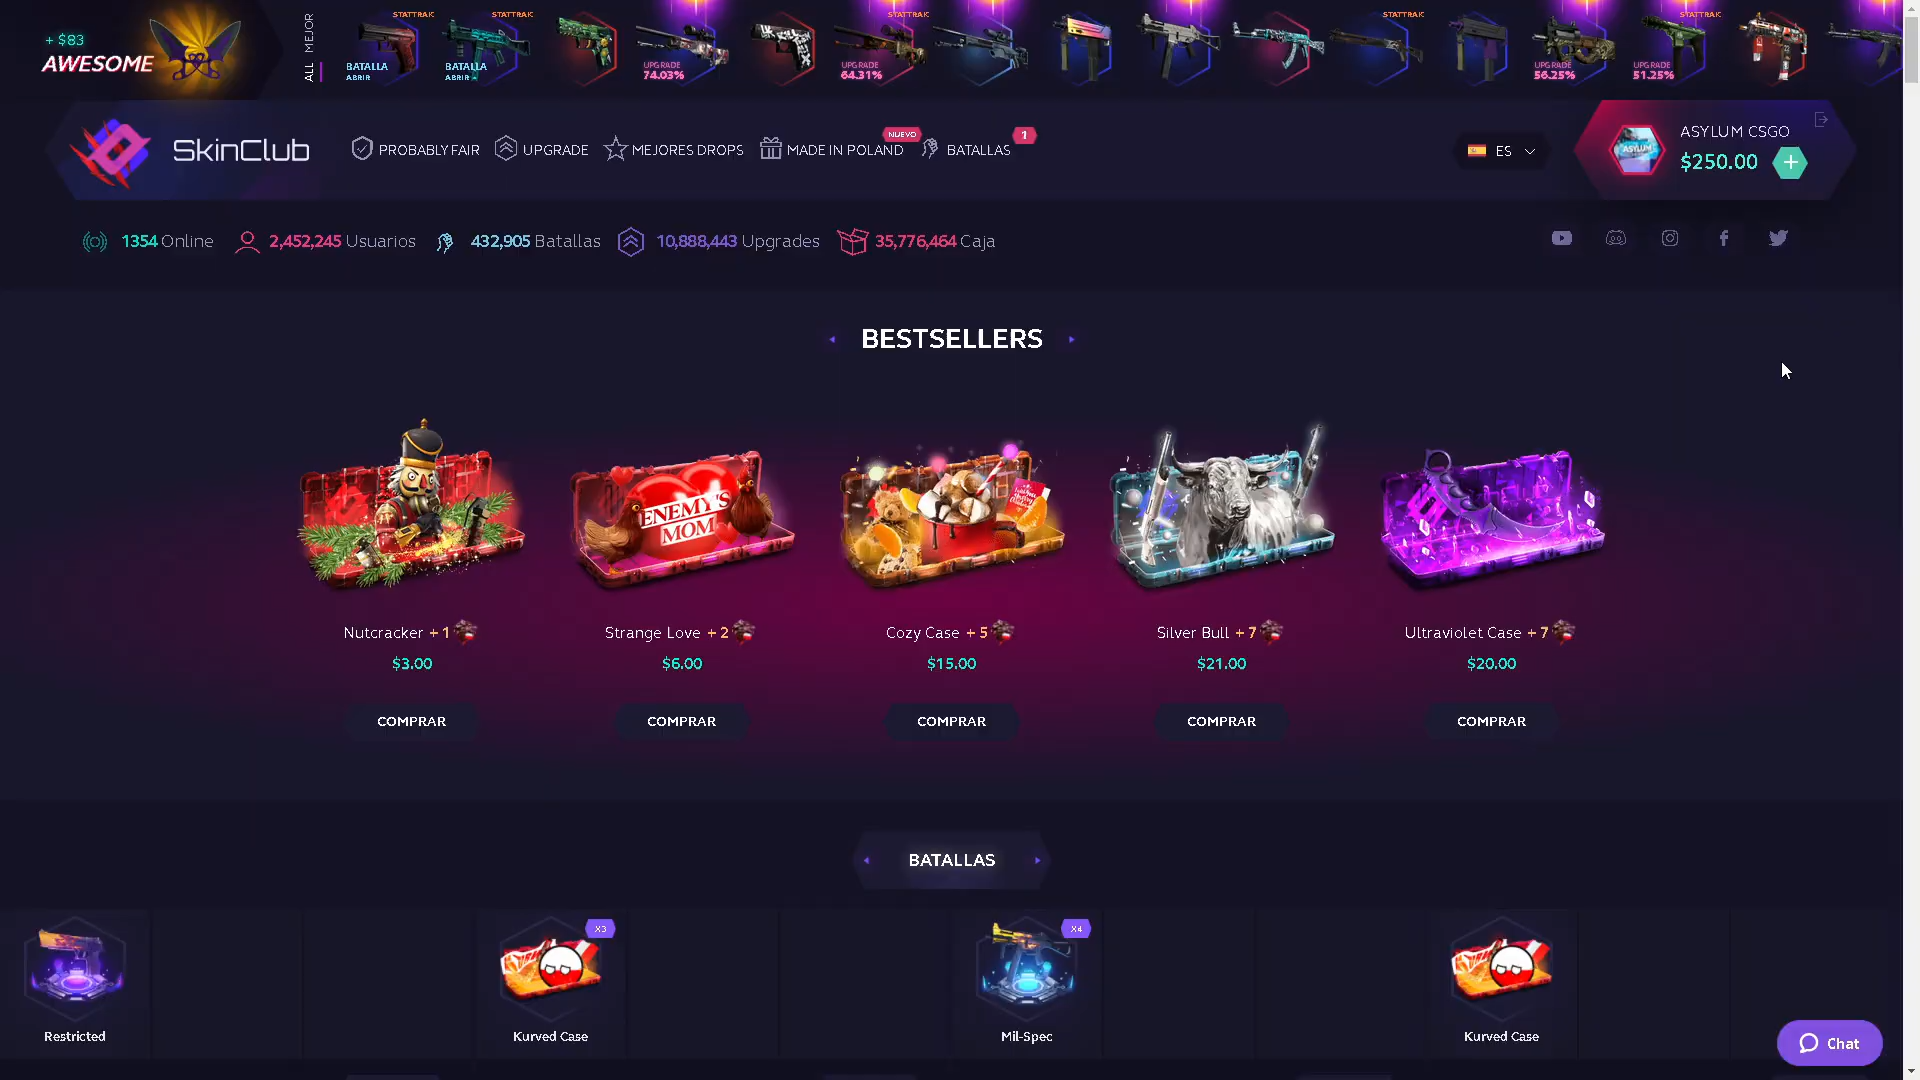 + $83
AWESOME
ALL MEJOR
BATALLA
ABRIR
STATTRAK
BATALLA
ABRIR
STATTRAK
UPGRADE
74.03%
STATTRAK
UPGRADE
64.31%
STATTRAK
UPGRADE
56.25%
STATTRAK
UPGRADE
51.25%
SkinClub
PROBABLY FAIR
UPGRADE
MEJORES DROPS
MADE IN POLAND
NUEVO
BATALLAS
1
ES
ASYLUM
ASYLUM CSGO
$250.00
1354 Online
2,452,245 Usuarios
432,905 Batallas
10,888,443 Upgrades
35,776,464 Caja
BESTSELLERS
ENEMY'S
MOM
Nutcracker + 1
Strange Love + 2
Cozy Case + 5
Silver Bull + 7
Ultraviolet Case + 7
$3.00
$6.00
$15.00
$21.00
$20.00
COMPRAR
COMPRAR
COMPRAR
COMPRAR
COMPRAR
BATALLAS
X3
X4
Restricted
Kurved Case
Mil-Spec
Kurved Case
Chat